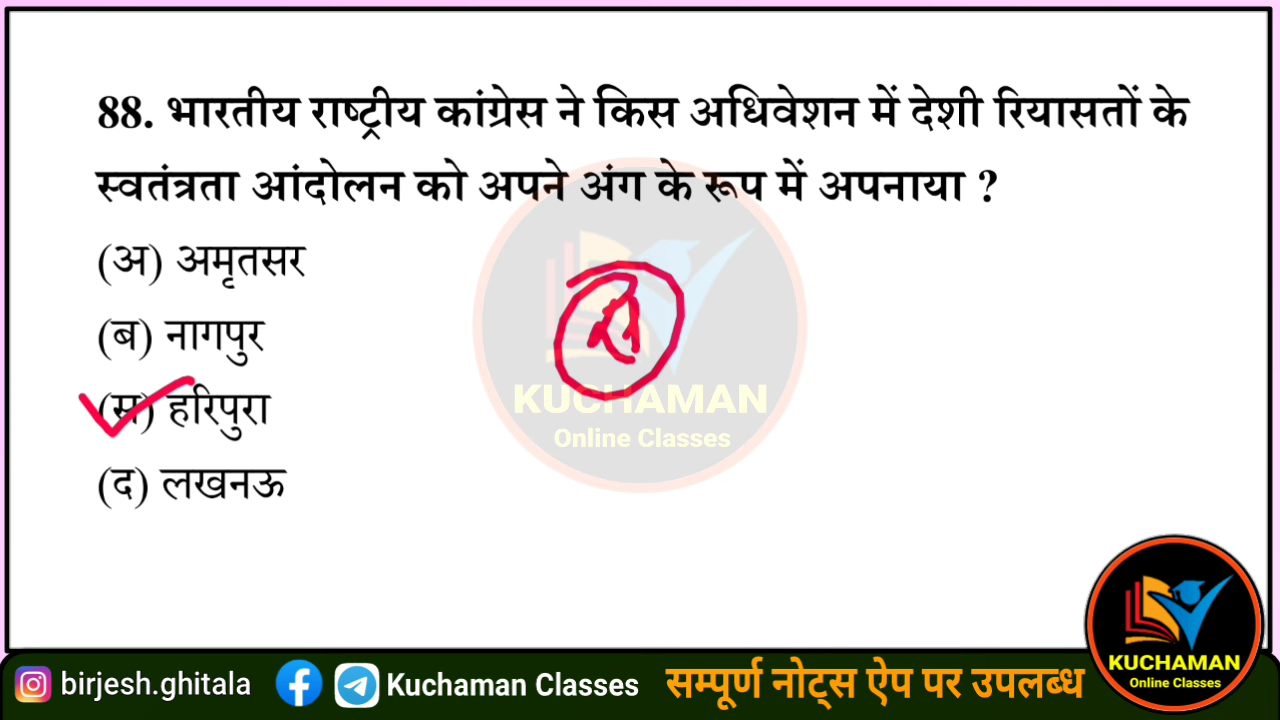 88. भारतीय राष्ट्रीय कांग्रेस ने किस अधिवेशन में देशी रियासतों के
स्वतंत्रता आंदोलन को अपने अंग के रूप में अपनाया ?
(अ) अमृतसर
(ब) नागपुर
(स) हरिपुरा
(द) लखनऊ
स
KUCHAMAN
Online Classes
KUCHAMAN
Online Classes
birjesh.ghitala
Kuchaman Classes
सम्पूर्ण नोट्स ऐप पर उपलब्ध